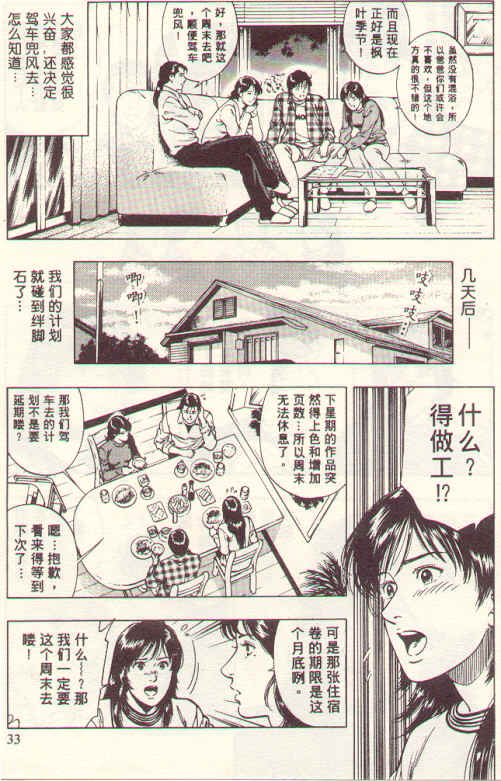 虽然没有混浴，所
以爸爸你们或许会
不喜欢，但这个地
方真的很不错的！
而且现在
正好是枫
叶季节！
好，那就这
个周末去吧
，顺便驾车
兜风！
大家都感觉很
兴奋，还决定
驾车兜风去…
怎么知道…
几天后——
吱吱吱…
唧唧！
我们的计划
就碰到绊脚
石了…
什么？
得做工!?
下星期的作品突
然得上色和增加
页数…所以周末
无法休息了。
那我们驾
车去的计
划不是要
延期喽？
嗯…抱歉，
看来得等到
下次了…
可是那张住宿
卷的期限是这
个月底咧。
什么~~？那
我们一定要
这个周末去
喽！
33